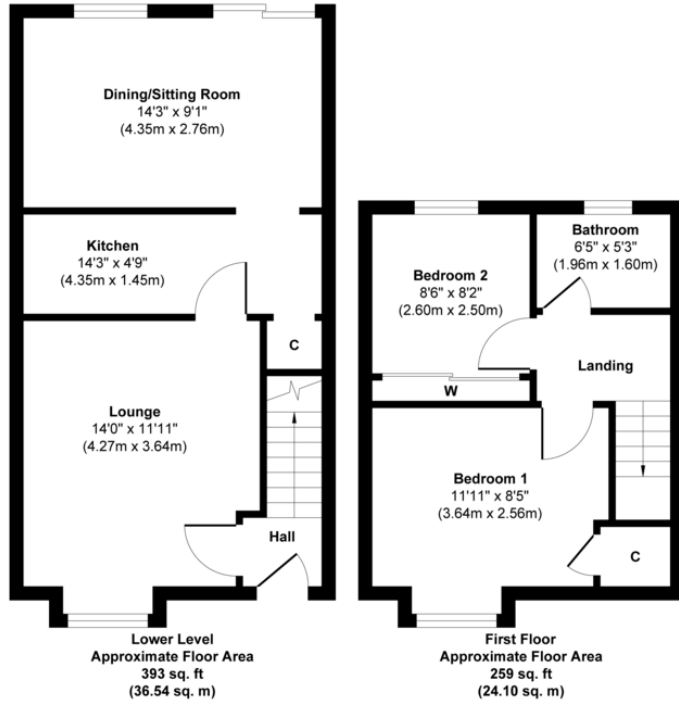 Dining/Sitting Room
14'3" x 9'1"
(4.35m x 2.76m)
Kitchen
14'3" x 4'9"
(4.35m x 1.45m)
C
Lounge
14'0" x 11'11"
(4.27m x 3.64m)
Hall
Lower Level
Approximate Floor Area
393 sq. ft
(36.54 sq. m)
Bathroom
6'5" x 5'3"
(1.96m x 1.60m)
Bedroom 2
8'6" x 8'2"
(2.60m x 2.50m)
Landing
W
Bedroom 1
11'11" x 8'5"
(3.64m x 2.56m)
C
First Floor
Approximate Floor Area
259 sq. ft
(24.10 sq. m)